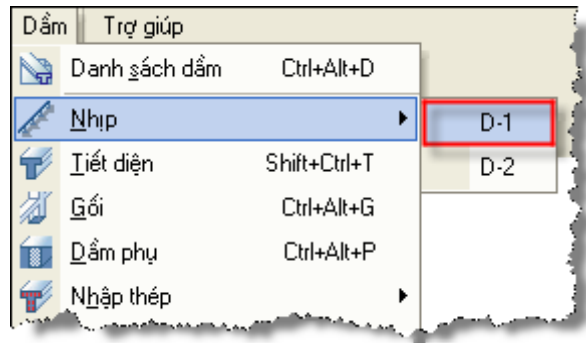 Dầm Trợ giúp
Danh sách dầm Ctrl+Alt+D
Nhịp D-1
Tiết diện Shift+Ctrl+T D-2
Gối Ctrl+Alt+G
Dầm phụ Ctrl+Alt+P
Nhập thép